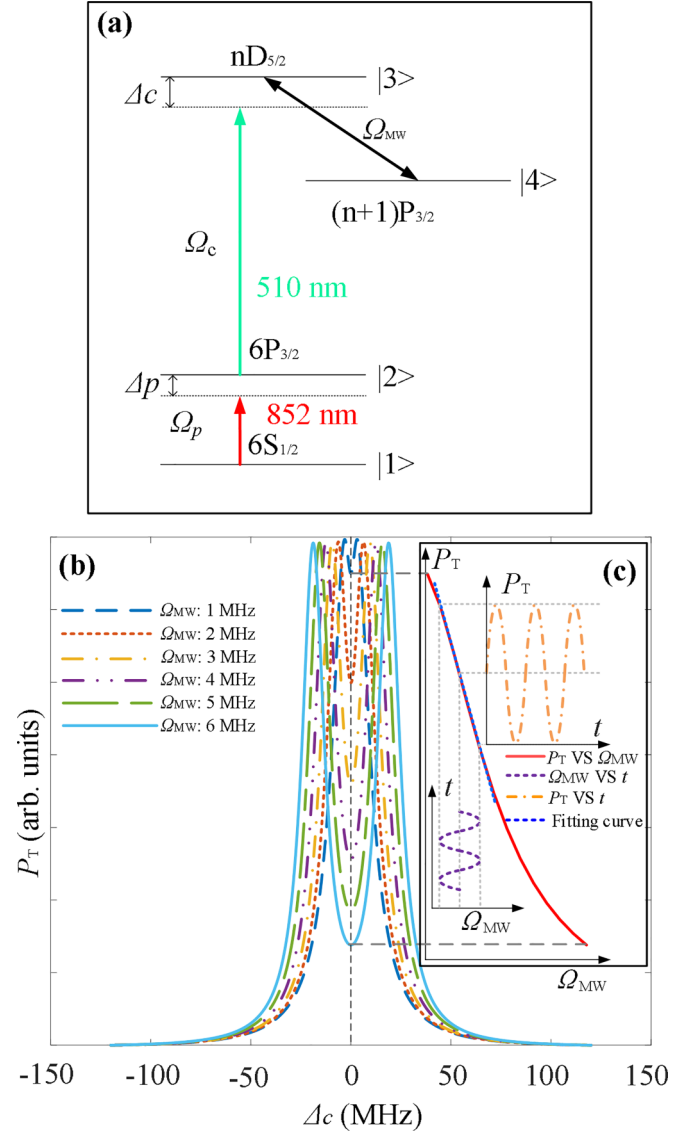 (a)
nD5/2
|3>
Δc
ΩMW
|4>
(n+1)P3/2
Ωc
510 nm
6P3/2
|2>
Δp
852 nm
Ωp
6S1/2
|1>
(b)
(c)
PT
PT
ΩMW: 1 MHz
ΩMW: 2 MHz
ΩMW: 3 MHz
ΩMW: 4 MHz
ΩMW: 5 MHz
ΩMW: 6 MHz
t
PT VS ΩMW
ΩMW VS t
PT VS t
Fitting curve
t
ΩMW
ΩMW
PT (arb. units)
-150 -100 -50 0 50 100 150
Δc (MHz)